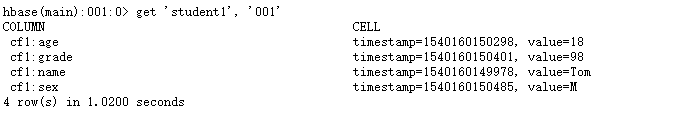 hbase(main):001:0> get 'student1', '001'
COLUMN CELL
cf1:age timestamp=1540160150298, value=18
cf1:grade timestamp=1540160150401, value=98
cf1:name timestamp=1540160149978, value=Tom
cf1:sex timestamp=1540160150485, value=M
4 row(s) in 1.0200 seconds